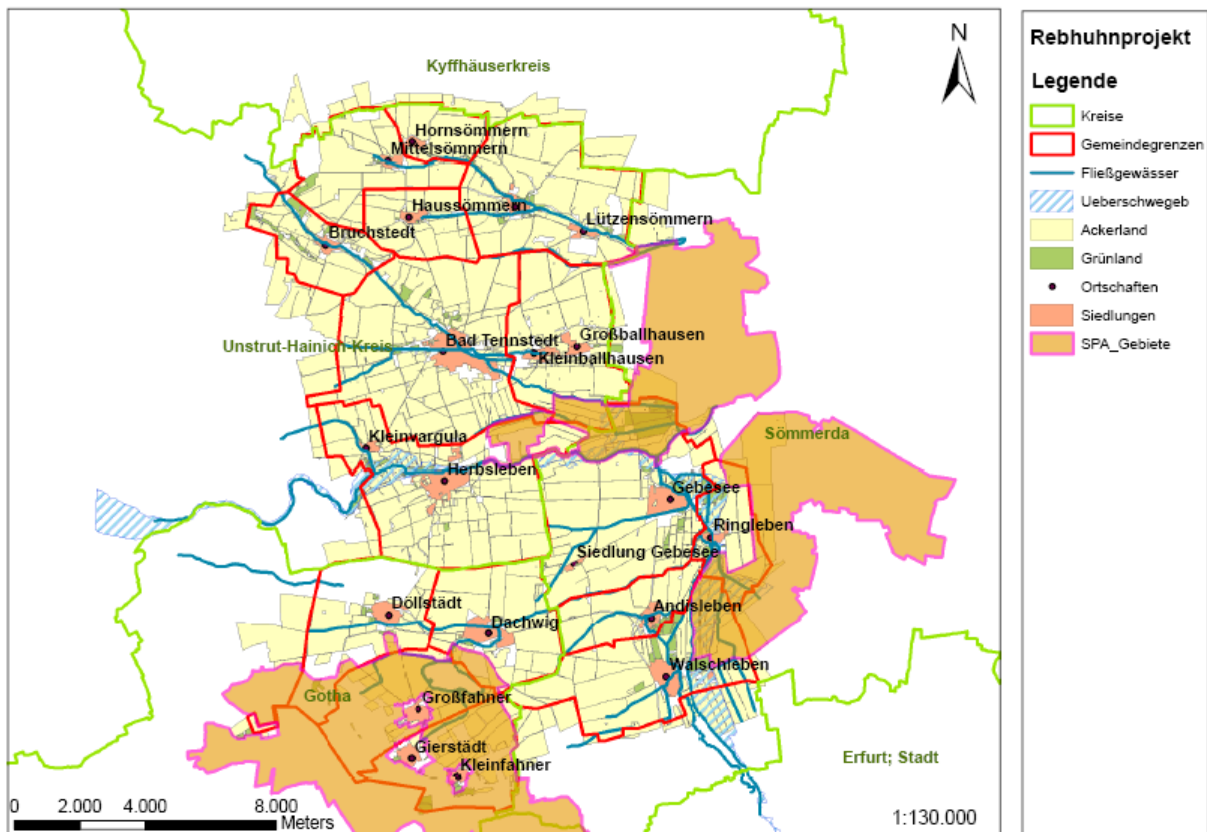 Kyffhäuserkreis
N
Hornsömmern
Mittelsömmern
Haussömmern
Lützensömmern
Bruchstedt
Großballhausen
Bad Tennstedt
Unstrut-Hainich-Kreis
Kleinballhausen
Kleinvargula
Sömmerda
Herbsleben
Gebesee
Ringleben
Siedlung Gebesee
Döllstädt
Andisleben
Dachwig
Walschleben
Gotha
Großfahner
Gierstädt
Kleinfahner
Erfurt; Stadt
0 2.000 4.000 8.000
Meters
1:130.000
Rebhuhnprojekt
Legende
Kreise
Gemeindegrenzen
Fließgewässer
Ueberschwegeb
Ackerland
Grünland
Ortschaften
Siedlungen
SPA_Gebiete